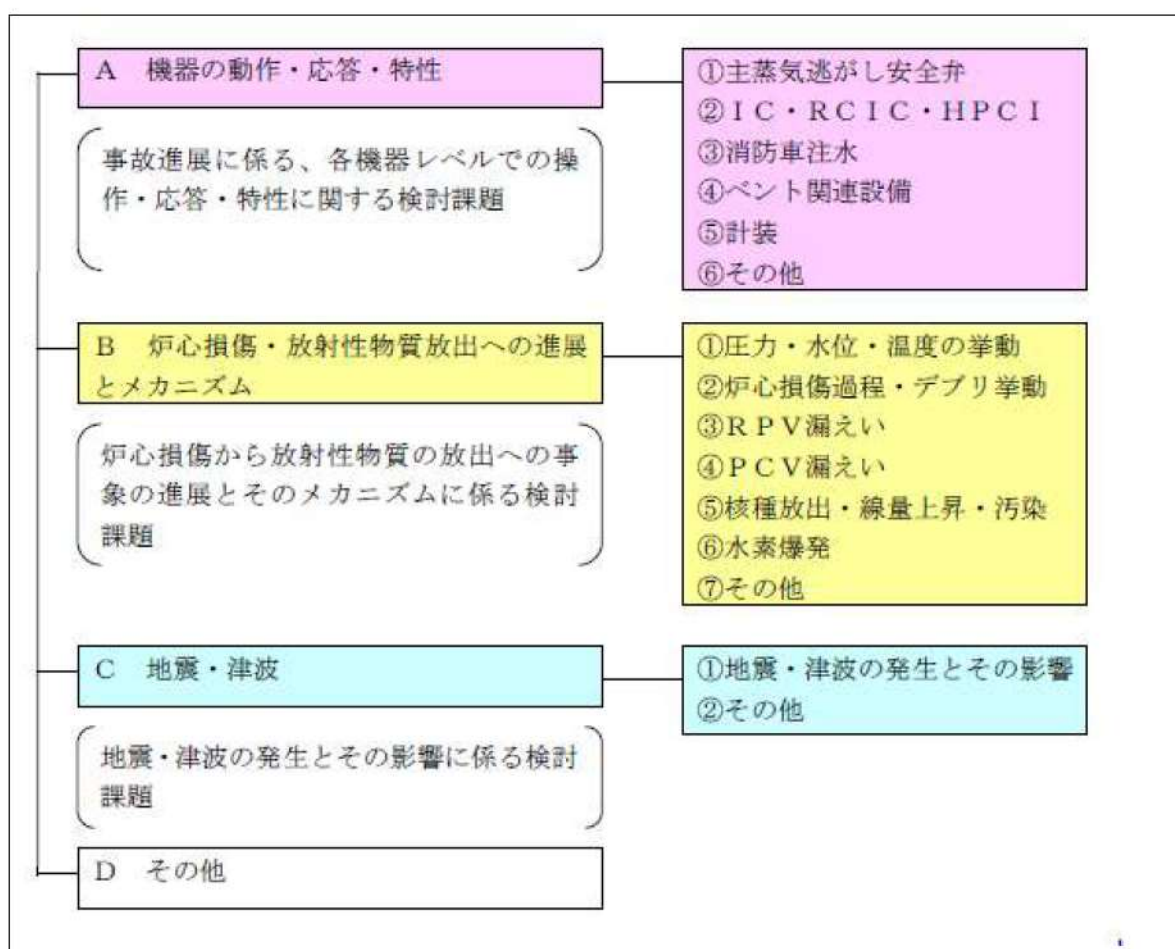 A 機器の動作・応答・特性
事故進展に係る、各機器レベルでの操
作・応答・特性に関する検討課題
①主蒸気逃がし安全弁
②ＩＣ・ＲＣＩＣ・ＨＰＣＩ
③消防車注水
④ベント関連設備
⑤計装
⑥その他
B 炉心損傷・放射性物質放出への進展
とメカニズム
炉心損傷から放射性物質の放出への事
象の進展とそのメカニズムに係る検討
課題
①圧力・水位・温度の挙動
②炉心損傷過程・デブリ挙動
③ＲＰＶ漏えい
④ＰＣＶ漏えい
⑤核種放出・線量上昇・汚染
⑥水素爆発
⑦その他
C 地震・津波
地震・津波の発生とその影響に係る検討
課題
①地震・津波の発生とその影響
②その他
D その他